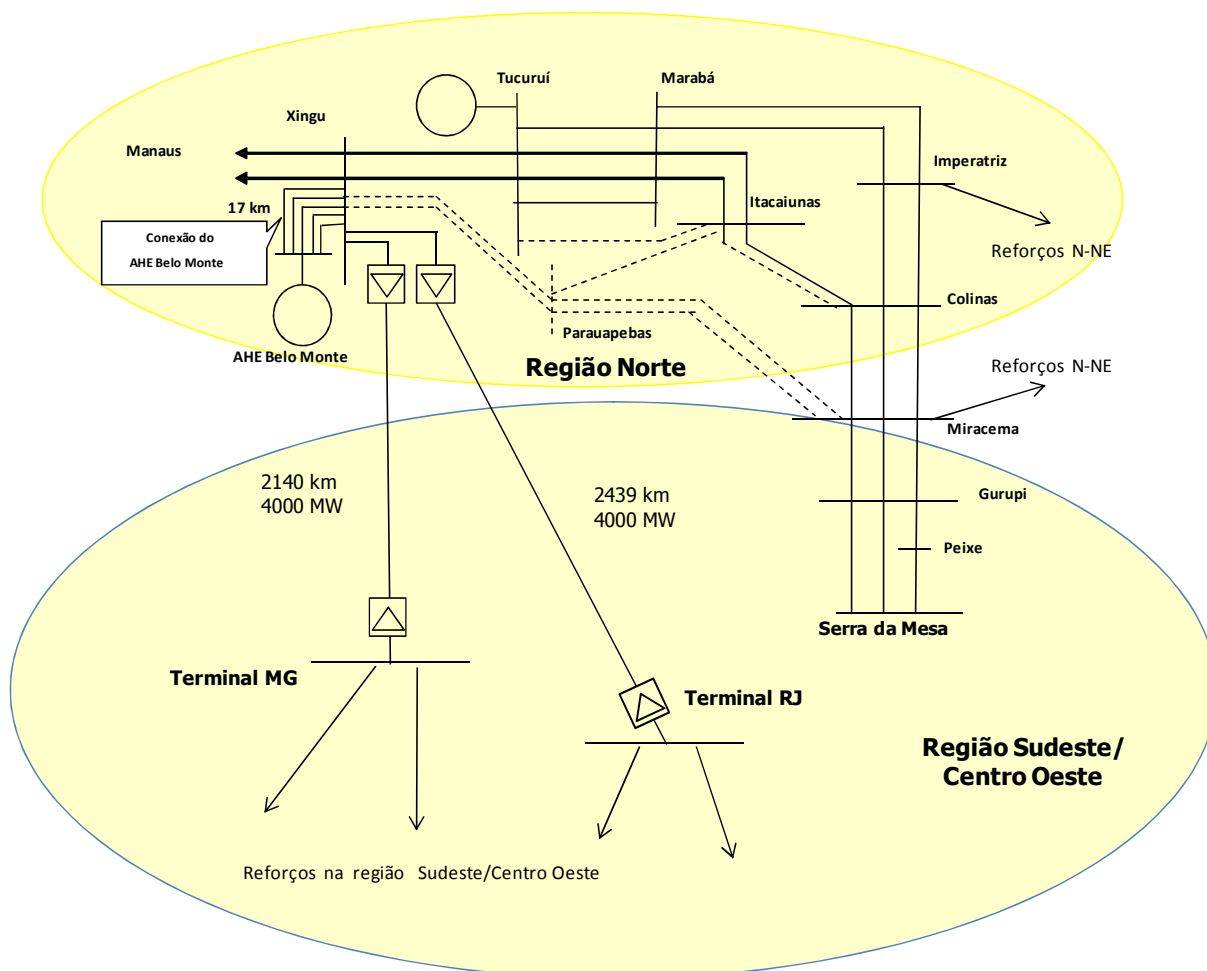 Tucuruí
Marabá
Xingu
Manaus
Imperatriz
17 km
Itacaiunas
Conexão do
AHE Belo Monte
Reforços N-NE
Colinas
Parauapebas
AHE Belo Monte
Região Norte
Reforços N-NE
Miracema
2140 km
4000 MW
2439 km
4000 MW
Gurupi
Peixe
Serra da Mesa
Terminal MG
Terminal RJ
Região Sudeste/
Centro Oeste
Reforços na região Sudeste/Centro Oeste